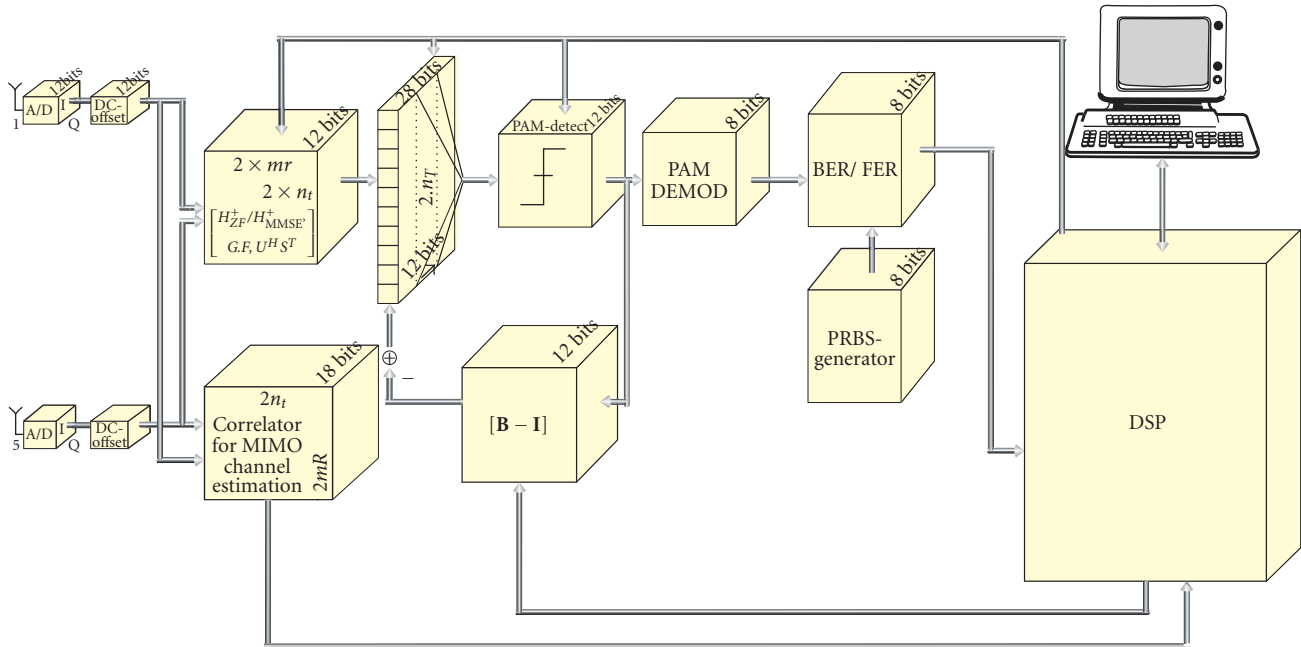 12bits
A/D
I
Q
1
12bits
DC-
offset
12 bits
2 × mr
2 × n_t
[H^+_{ZF}/H^+_{MMSE'}
G.F, U^H S^T]
28 bits
2.n_T
12 bits
PAM-detect
12 bits
8 bits
PAM
DEMOD
8 bits
BER/ FER
8 bits
PRBS-
generator
18 bits
2n_t
Correlator
for MIMO
channel
estimation
2mR
⊕
−
12 bits
[B − I]
A/D
I
Q
5
DC-
offset
DSP